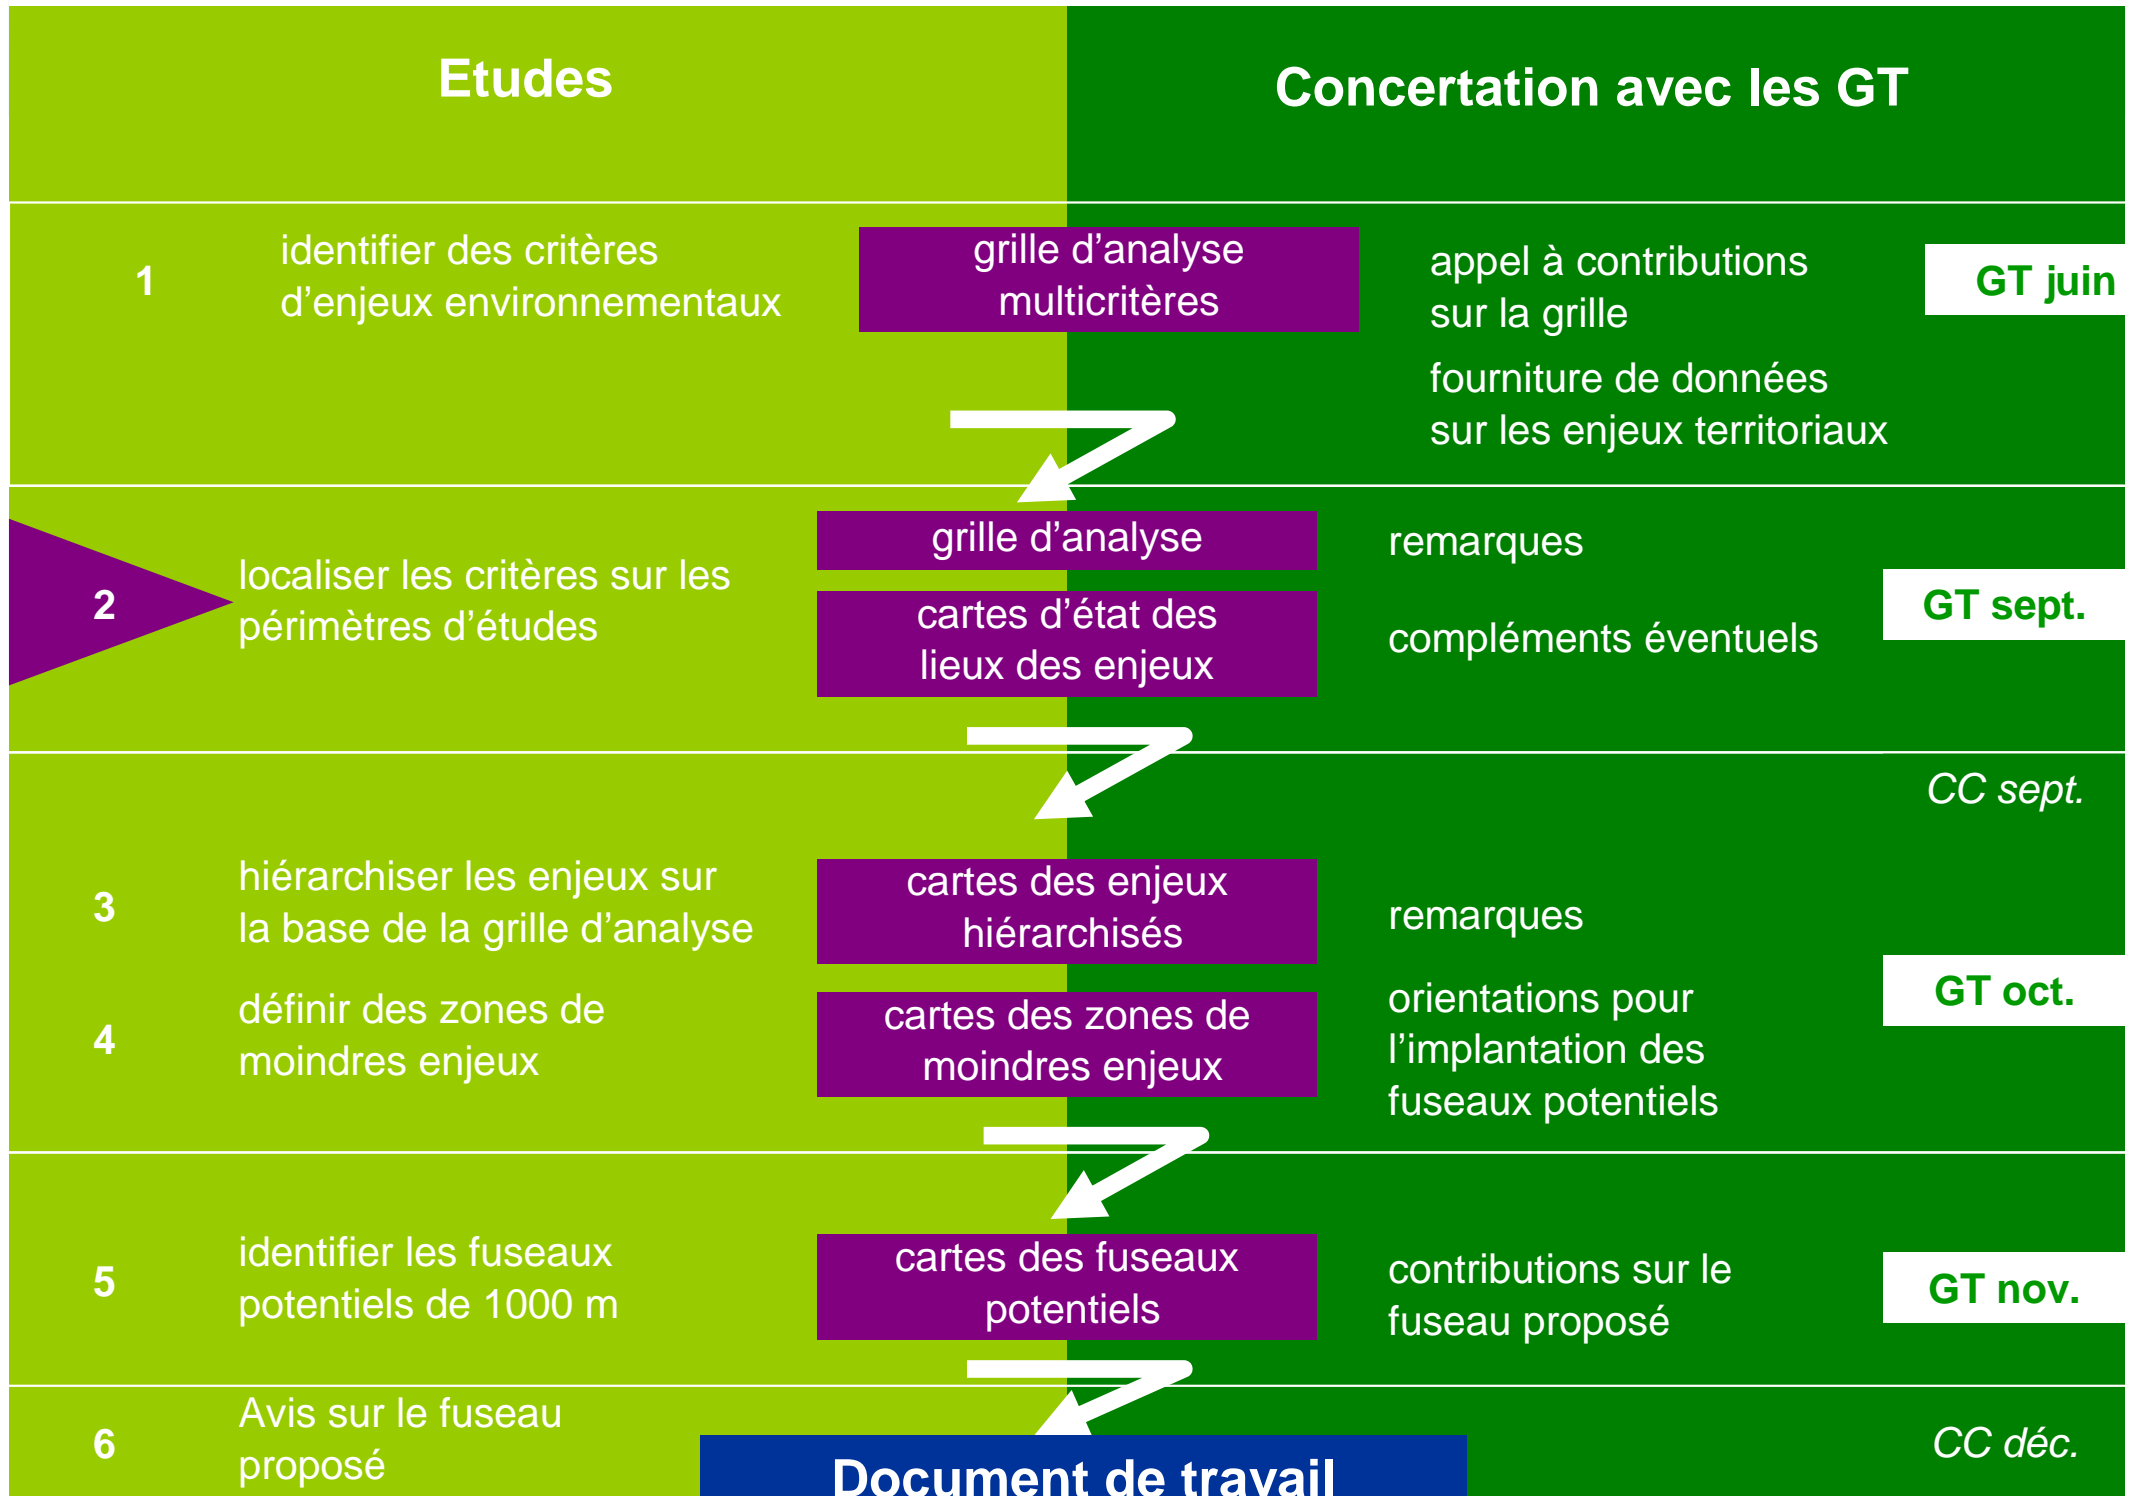 Etudes
Concertation avec les GT
1
identifier des critères
d’enjeux environnementaux
grille d’analyse
multicritères
appel à contributions
sur la grille
fourniture de données
sur les enjeux territoriaux
GT juin
2
localiser les critères sur les
périmètres d’études
grille d’analyse
cartes d’état des
lieux des enjeux
remarques
compléments éventuels
GT sept.
CC sept.
3
hiérarchiser les enjeux sur
la base de la grille d’analyse
cartes des enjeux
hiérarchisés
remarques
4
définir des zones de
moindres enjeux
cartes des zones de
moindres enjeux
orientations pour
l’implantation des
fuseaux potentiels
GT oct.
5
identifier les fuseaux
potentiels de 1000 m
cartes des fuseaux
potentiels
contributions sur le
fuseau proposé
GT nov.
6
Avis sur le fuseau
proposé
Document de travail
CC déc.